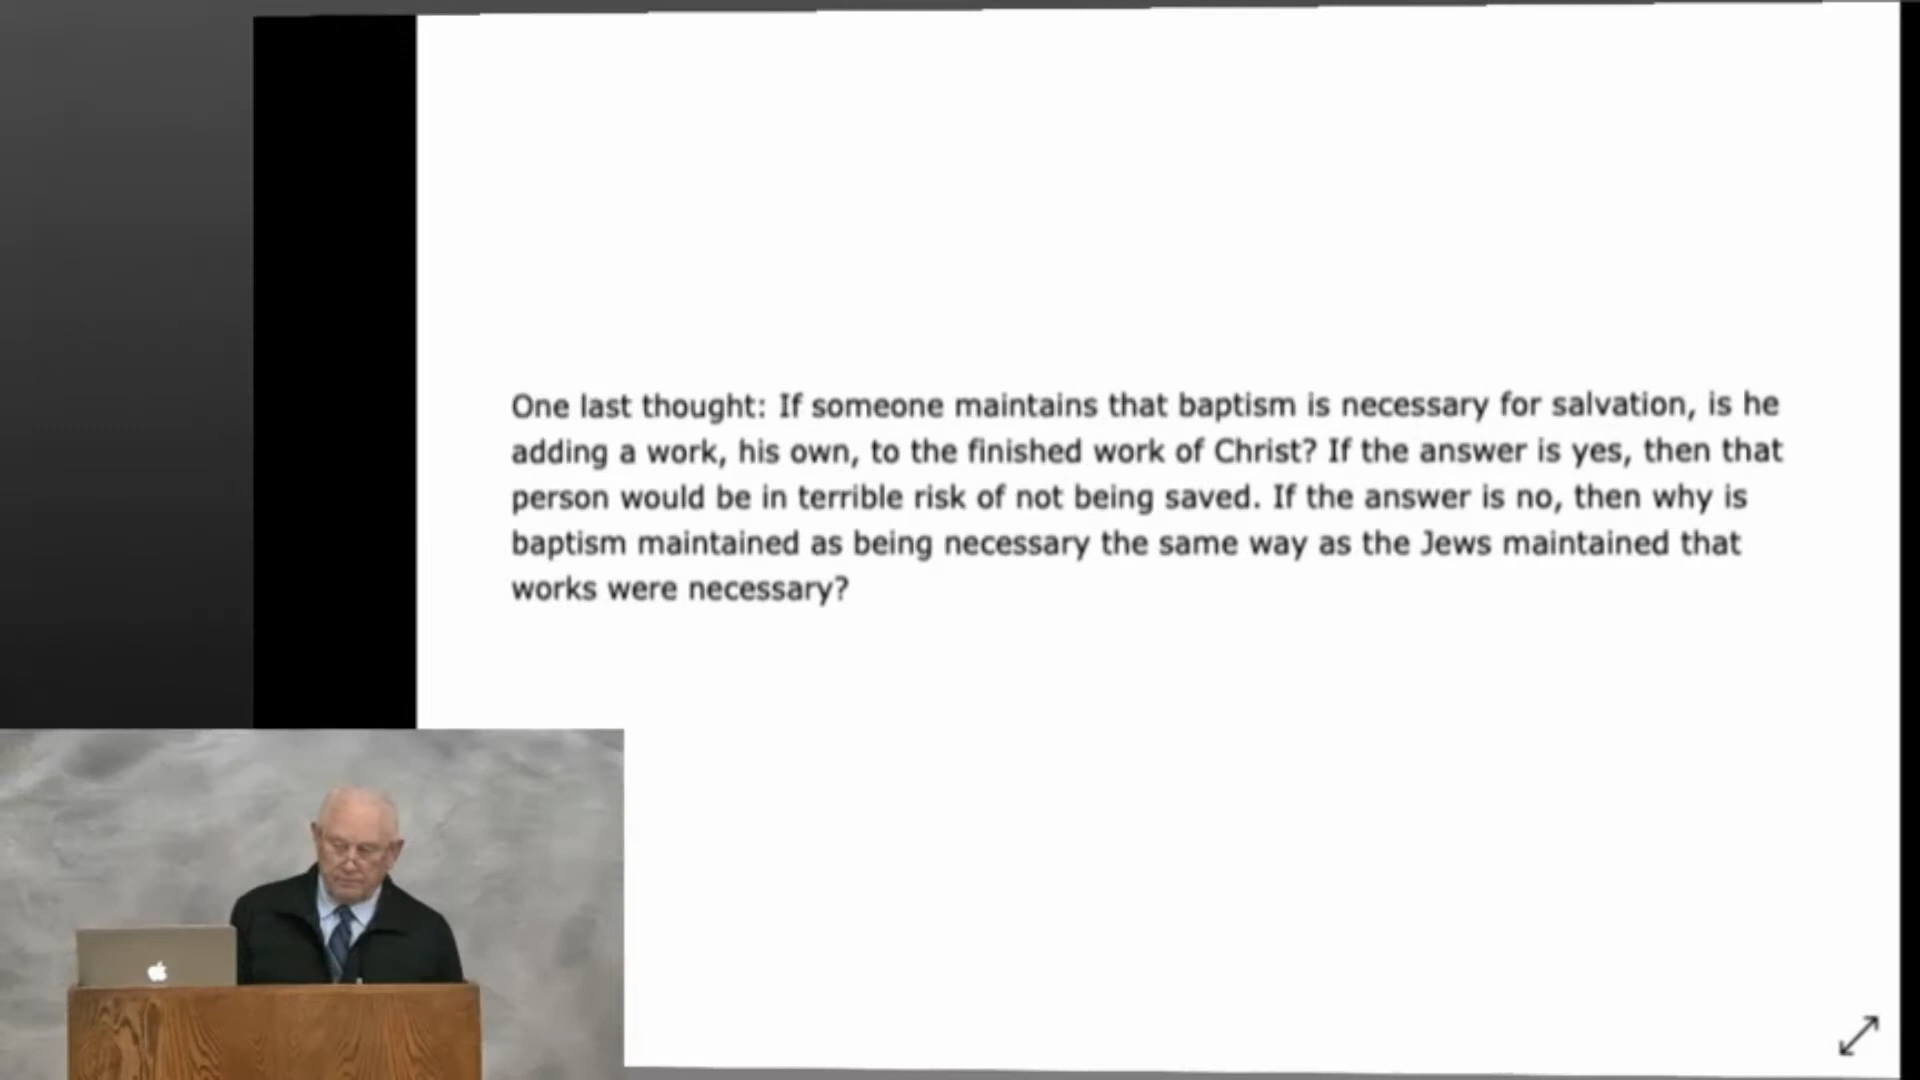 One last thought: If someone maintains that baptism is necessary for salvation, is he
adding a work, his own, to the finished work of Christ? If the answer is yes, then that
person would be in terrible risk of not being saved. If the answer is no, then why is
baptism maintained as being necessary the same way as the Jews maintained that
works were necessary?